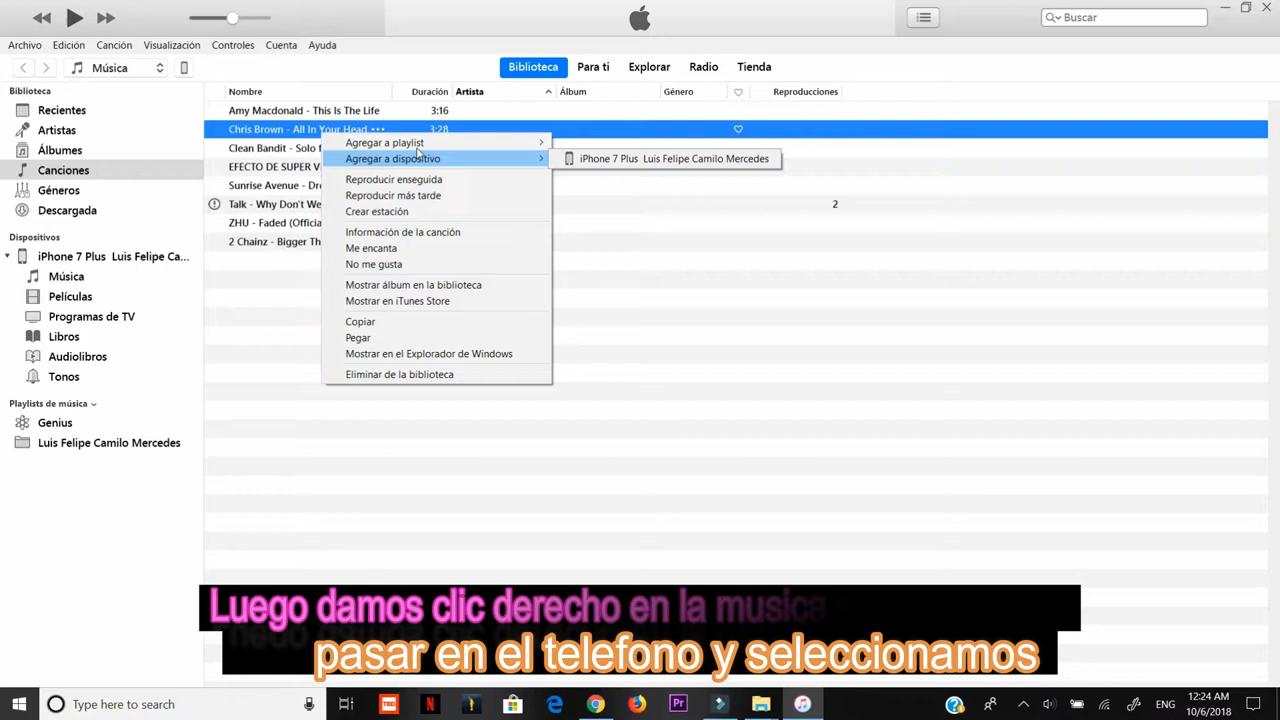 Buscar
Archivo Edición Canción Visualización Controles Cuenta Ayuda
Música
Biblioteca Para ti Explorar Radio Tienda
Biblioteca
Recientes
Artistas
Álbumes
Canciones
Géneros
Descargada
Dispositivos
iPhone 7 Plus Luis Felipe Ca...
Música
Películas
Programas de TV
Libros
Audiolibros
Tonos
Playlists de música
Genius
Luis Felipe Camilo Mercedes
Nombre Duración Artista Álbum Género Reproducciones
Amy Macdonald - This Is The Life 3:16
Chris Brown - All In Your Head ••• 3:28
Clean Bandit - Solo f
EFECTO DE SUPER V
Sunrise Avenue - Dre
Talk - Why Don't We 2
ZHU - Faded (Officia
2 Chainz - Bigger Th
Agregar a playlist
Agregar a dispositivo
iPhone 7 Plus Luis Felipe Camilo Mercedes
Reproducir enseguida
Reproducir más tarde
Crear estación
Información de la canción
Me encanta
No me gusta
Mostrar álbum en la biblioteca
Mostrar en iTunes Store
Copiar
Pegar
Mostrar en el Explorador de Windows
Eliminar de la biblioteca
Luego damos clic derecho en la musica
pasar en el telefono y seleccionamos
Type here to search
Pr
ENG
12:24 AM
10/6/2018